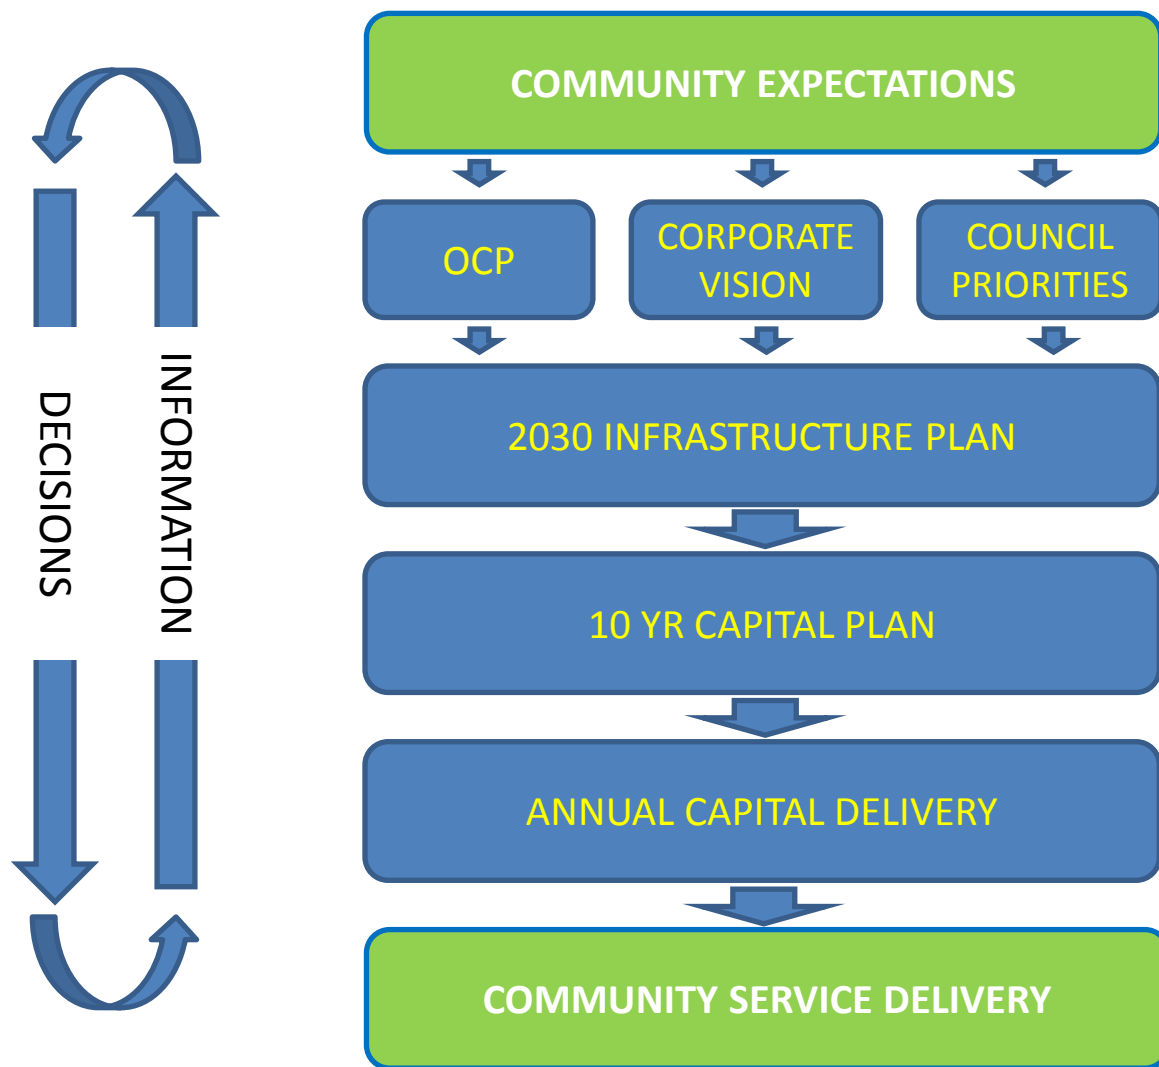 COMMUNITY EXPECTATIONS
OCP
CORPORATE
VISION
COUNCIL
PRIORITIES
2030 INFRASTRUCTURE PLAN
10 YR CAPITAL PLAN
ANNUAL CAPITAL DELIVERY
COMMUNITY SERVICE DELIVERY
DECISIONS
INFORMATION